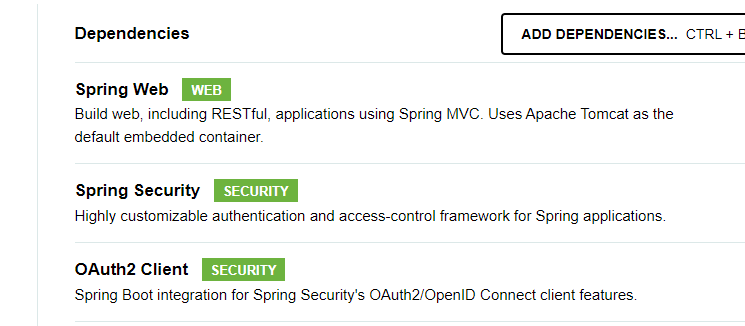 Dependencies
ADD DEPENDENCIES... CTRL + B
Spring Web WEB
Build web, including RESTful, applications using Spring MVC. Uses Apache Tomcat as the
default embedded container.
Spring Security SECURITY
Highly customizable authentication and access-control framework for Spring applications.
OAuth2 Client SECURITY
Spring Boot integration for Spring Security's OAuth2/OpenID Connect client features.